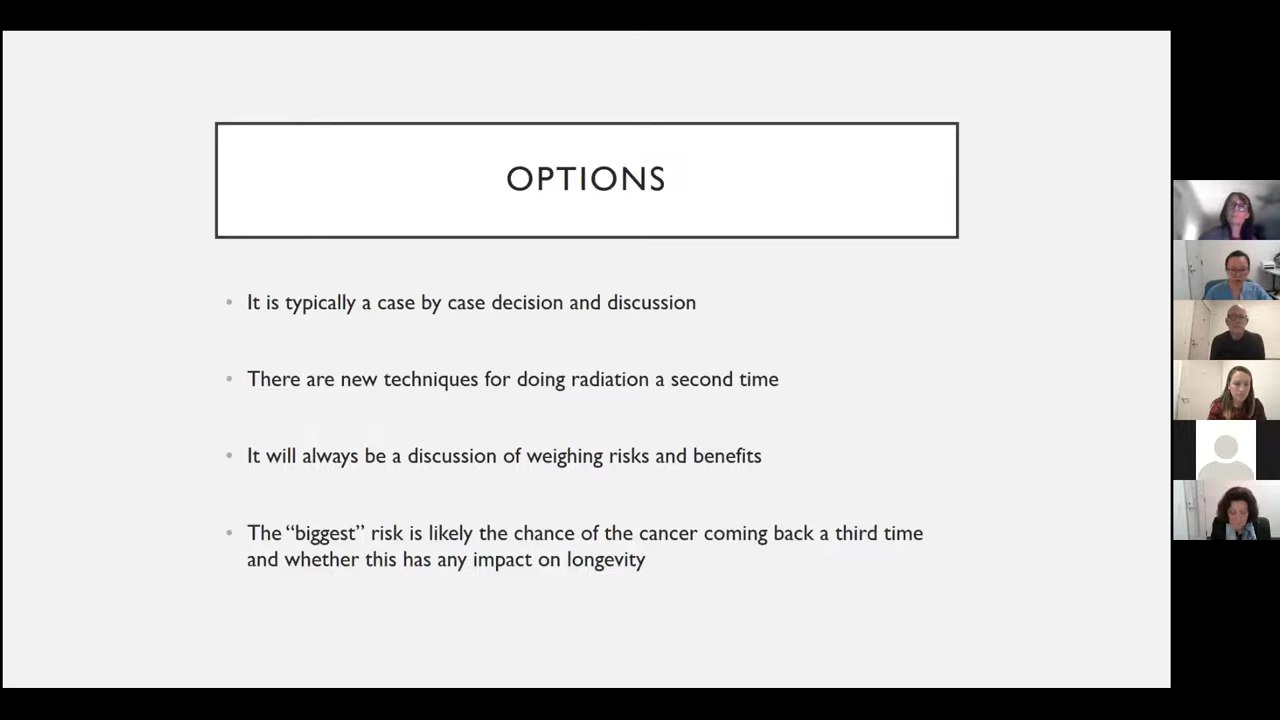 OPTIONS
• It is typically a case by case decision and discussion
• There are new techniques for doing radiation a second time
• It will always be a discussion of weighing risks and benefits
• The “biggest” risk is likely the chance of the cancer coming back a third time
and whether this has any impact on longevity